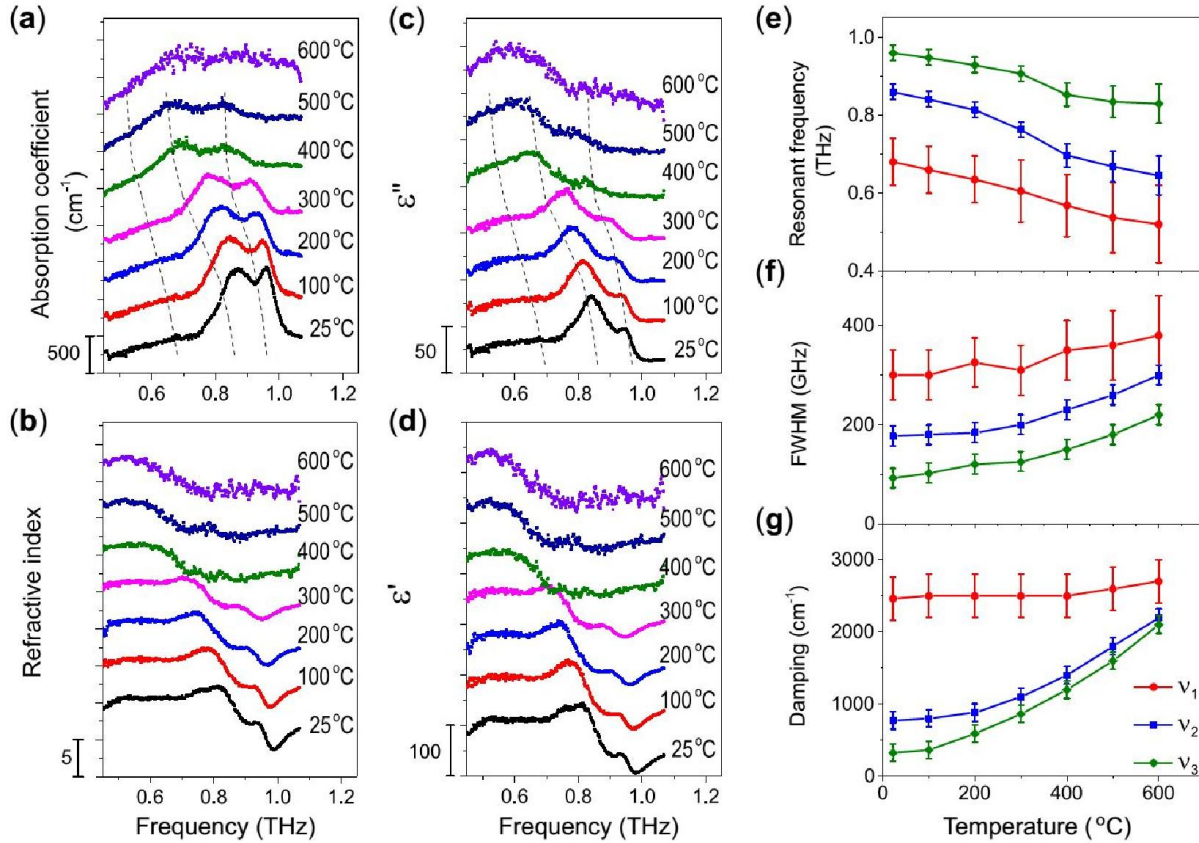 (a)
Absorption coefficient
(cm⁻¹)
600 °C
500 °C
400 °C
300 °C
200 °C
100 °C
25 °C
500
0.6 0.8 1.0 1.2
(c)
ε"
600 °C
500 °C
400 °C
300 °C
200 °C
100 °C
25 °C
50
0.6 0.8 1.0 1.2
(b)
Refractive index
600 °C
500 °C
400 °C
300 °C
200 °C
100 °C
25 °C
5
0.6 0.8 1.0 1.2
Frequency (THz)
(d)
ε'
600 °C
500 °C
400 °C
300 °C
200 °C
100 °C
25 °C
100
0.6 0.8 1.0 1.2
Frequency (THz)
(e)
Resonant frequency
(THz)
1.0
0.8
0.6
0.4
(f)
FWHM (GHz)
400
200
0
(g)
Damping (cm⁻¹)
3000
2000
1000
0
ν₁
ν₂
ν₃
0 200 400 600
Temperature (°C)